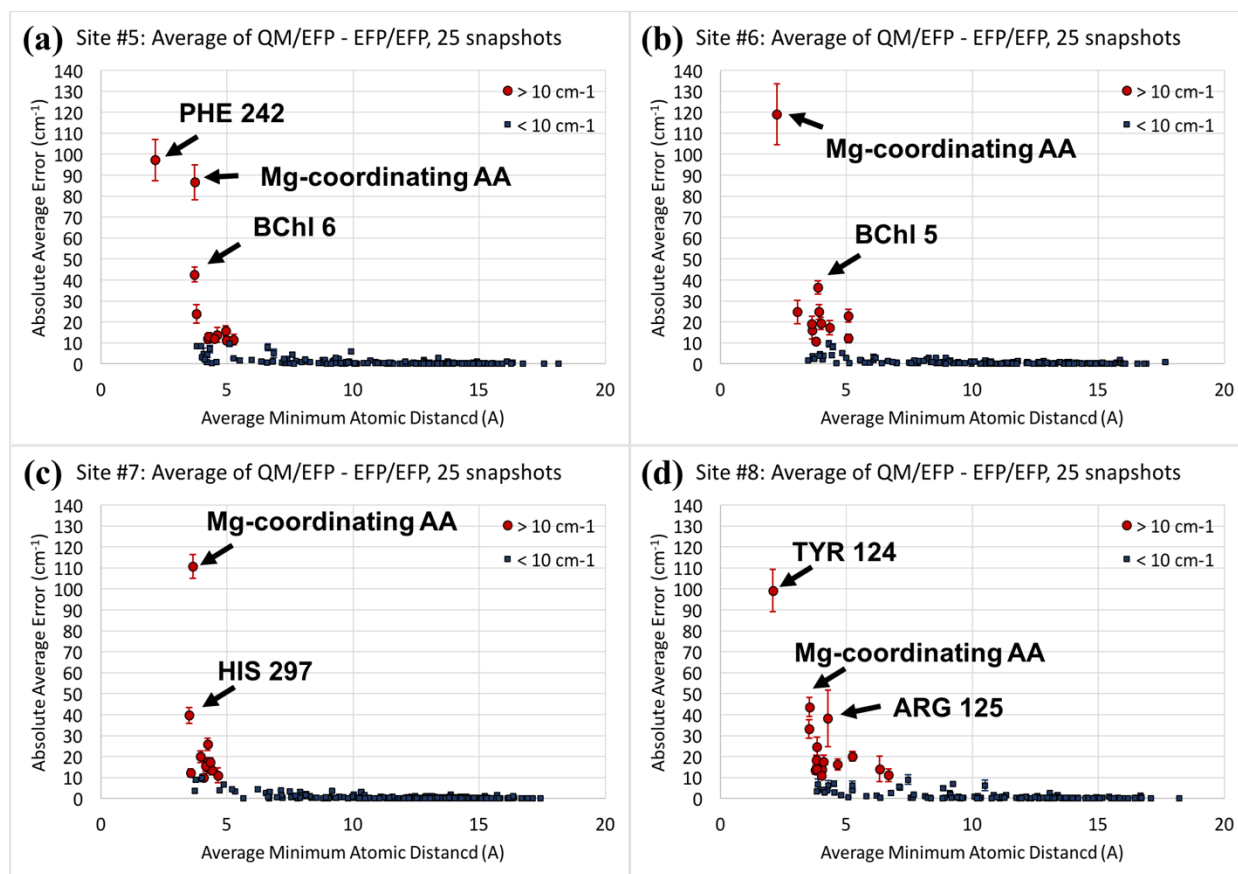 (a) Site #5: Average of QM/EFP - EFP/EFP, 25 snapshots
Absolute Average Error (cm⁻¹)
140
130
120
110
100
90
80
70
60
50
40
30
20
10
0
> 10 cm-1
< 10 cm-1
PHE 242
Mg-coordinating AA
BChl 6
0 5 10 15 20
Average Minimum Atomic Distancd (A)
(b) Site #6: Average of QM/EFP - EFP/EFP, 25 snapshots
Absolute Average Error (cm⁻¹)
140
130
120
110
100
90
80
70
60
50
40
30
20
10
0
> 10 cm-1
< 10 cm-1
Mg-coordinating AA
BChl 5
0 5 10 15 20
Average Minimum Atomic Distancd (A)
(c) Site #7: Average of QM/EFP - EFP/EFP, 25 snapshots
Absolute Average Error (cm⁻¹)
140
130
120
110
100
90
80
70
60
50
40
30
20
10
0
> 10 cm-1
< 10 cm-1
Mg-coordinating AA
HIS 297
0 5 10 15 20
Average Minimum Atomic Distancd (A)
(d) Site #8: Average of QM/EFP - EFP/EFP, 25 snapshots
Absolute Average Error (cm⁻¹)
140
130
120
110
100
90
80
70
60
50
40
30
20
10
0
> 10 cm-1
< 10 cm-1
TYR 124
Mg-coordinating AA
ARG 125
0 5 10 15 20
Average Minimum Atomic Distancd (A)